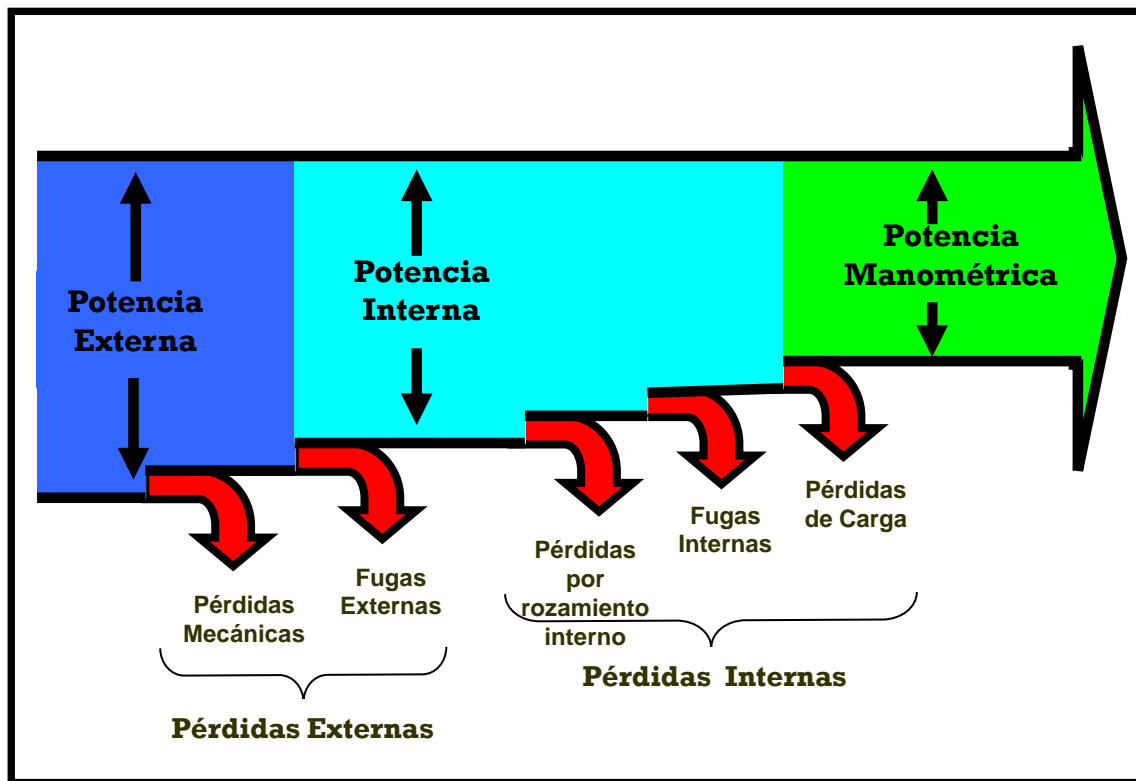 Potencia
Externa
Potencia
Interna
Potencia
Manométrica
Pérdidas
Mecánicas
Fugas
Externas
Pérdidas
por
rozamiento
interno
Fugas
Internas
Pérdidas
de Carga
Pérdidas Externas
Pérdidas Internas